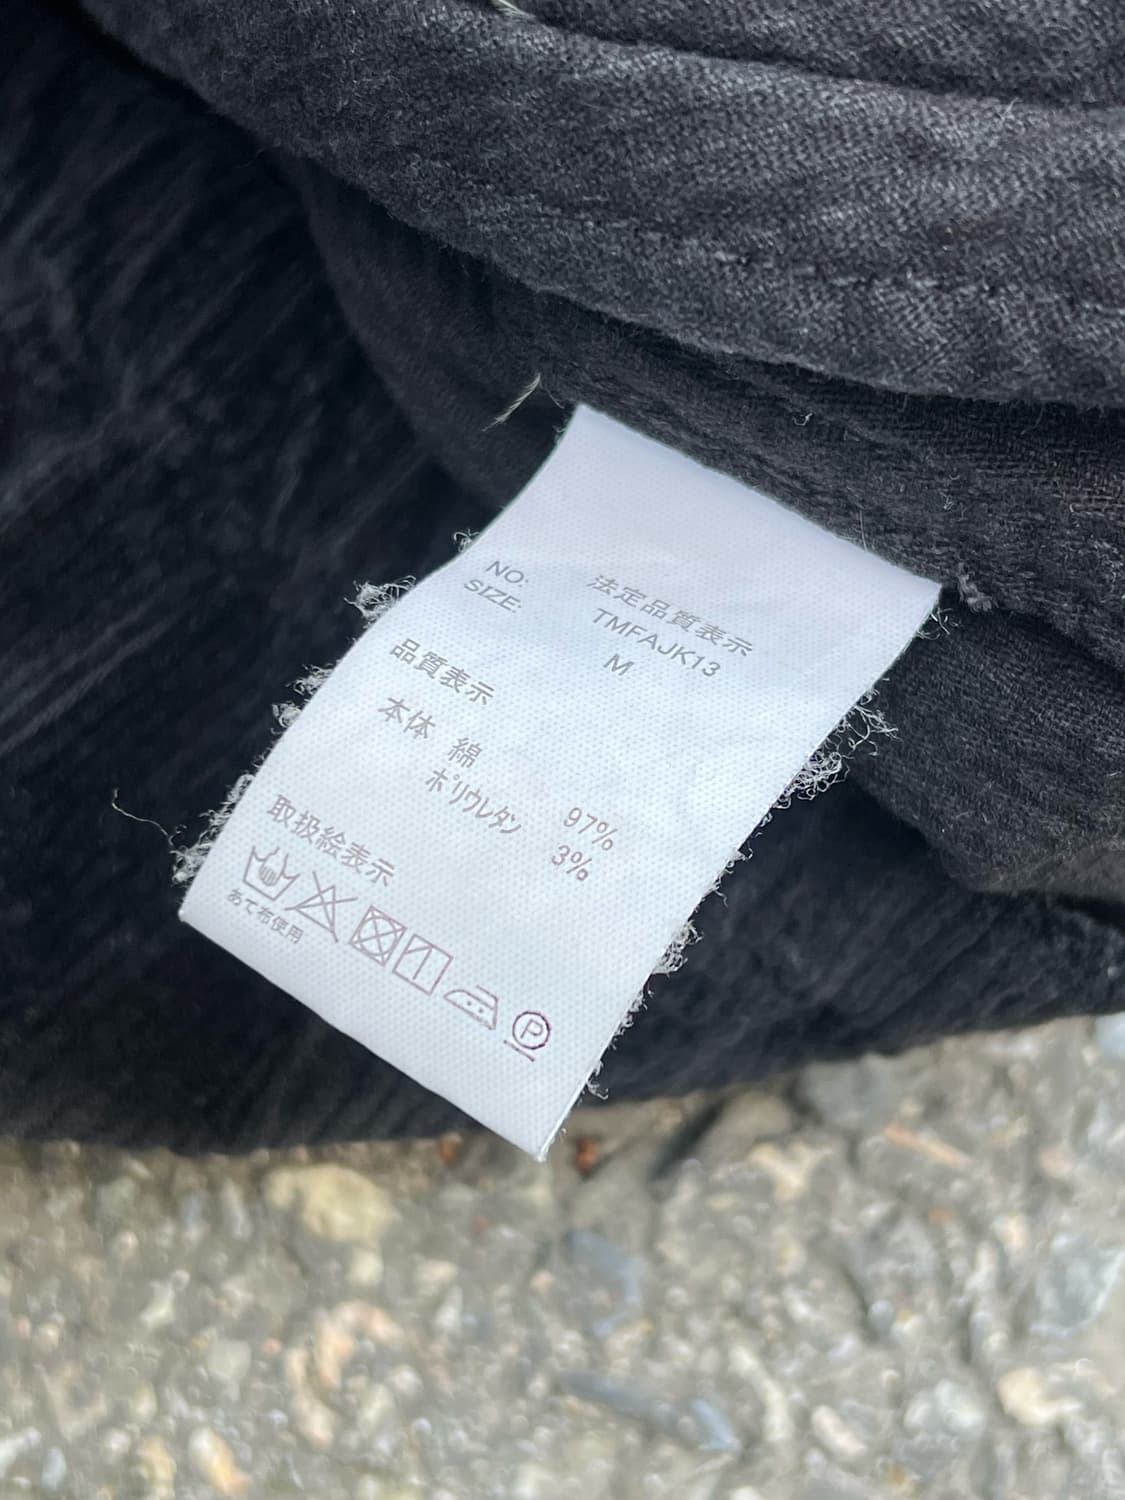 法定品質表示
NO: TMFAJK13
SIZE: M
品質表示
本体 綿 97%
ポリウレタン 3%
取扱絵表示
あて布使用
P